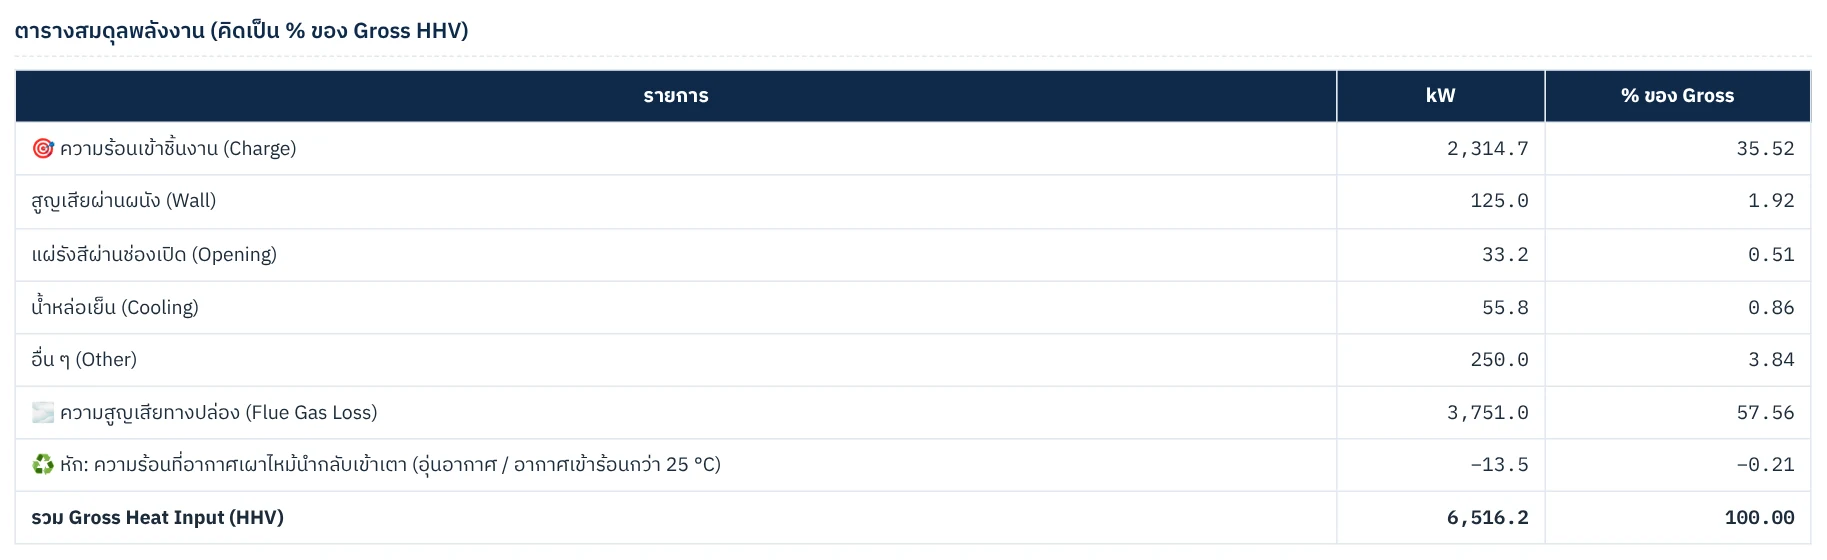 ตารางสมดุลพลังงาน (คิดเป็น % ของ Gross HHV)
รายการ kW % ของ Gross
🎯 ความร้อนเข้าชิ้นงาน (Charge) 2,314.7 35.52
สูญเสียผ่านผนัง (Wall) 125.0 1.92
แผ่รังสีผ่านช่องเปิด (Opening) 33.2 0.51
น้ำหล่อเย็น (Cooling) 55.8 0.86
อื่น ๆ (Other) 250.0 3.84
🌫️ ความสูญเสียทางปล่อง (Flue Gas Loss) 3,751.0 57.56
♻️ หัก: ความร้อนที่อากาศเผาไหม้นำกลับเข้าเตา (อุ่นอากาศ / อากาศเข้าร้อนกว่า 25 °C) −13.5 −0.21
รวม Gross Heat Input (HHV) 6,516.2 100.00